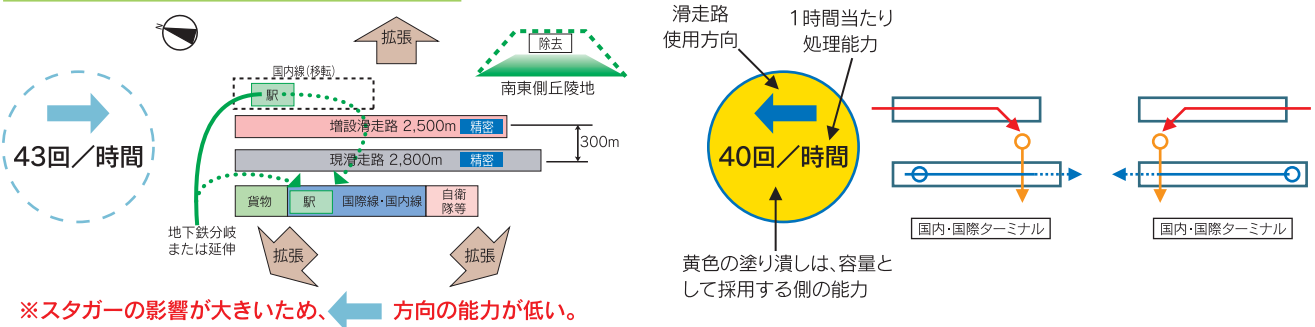 N
拡張
除去
南東側丘陵地
国内線(移転)
駅
増設滑走路 2,500m 精密
300m
現滑走路 2,800m 精密
43回／時間
貨物
駅
国際線・国内線
自衛
隊等
地下鉄分岐
または延伸
拡張
拡張
※スタガーの影響が大きいため、 方向の能力が低い。
滑走路
使用方向
1時間当たり
処理能力
40回／時間
黄色の塗り潰しは、容量と
して採用する側の能力
国内・国際ターミナル
国内・国際ターミナル